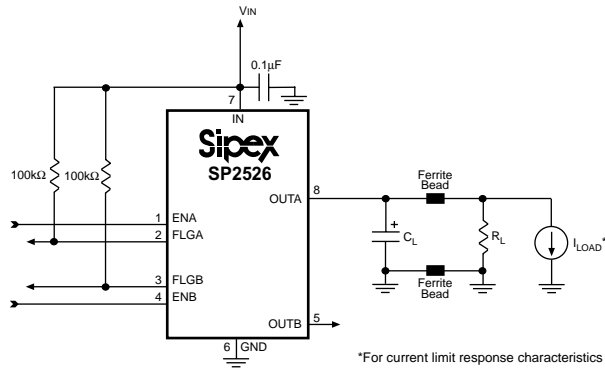 VIN
0.1µF
7
IN
Sipex
SP2526
100kΩ
100kΩ
OUTA
8
Ferrite
Bead
1
ENA
2
FLGA
+
CL
RL
ILOAD*
3
FLGB
4
ENB
Ferrite
Bead
OUTB
5
6
GND
*For current limit response characteristics